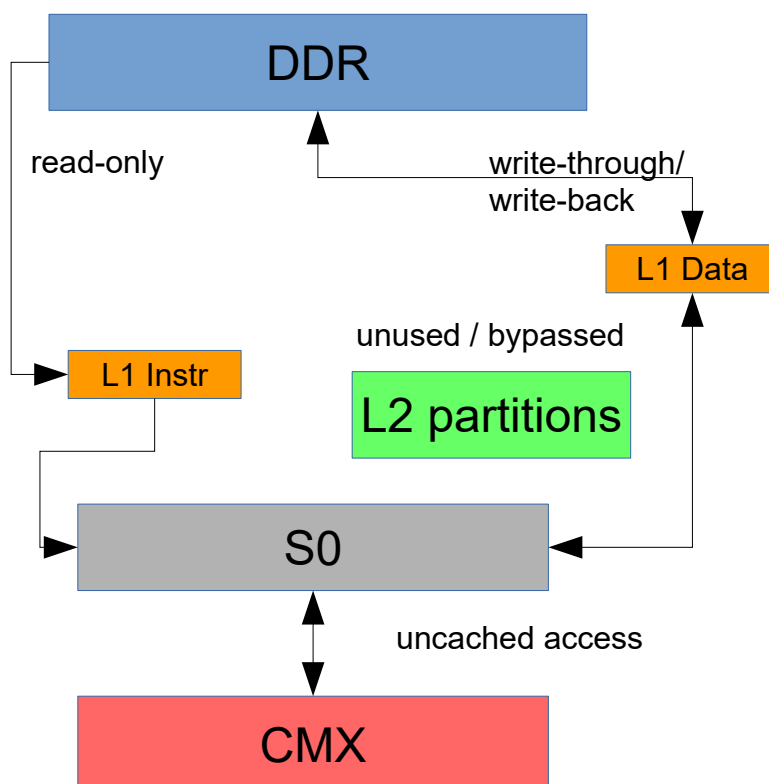 DDR
read-only
write-through/
write-back
L1 Data
unused / bypassed
L1 Instr
L2 partitions
S0
uncached access
CMX